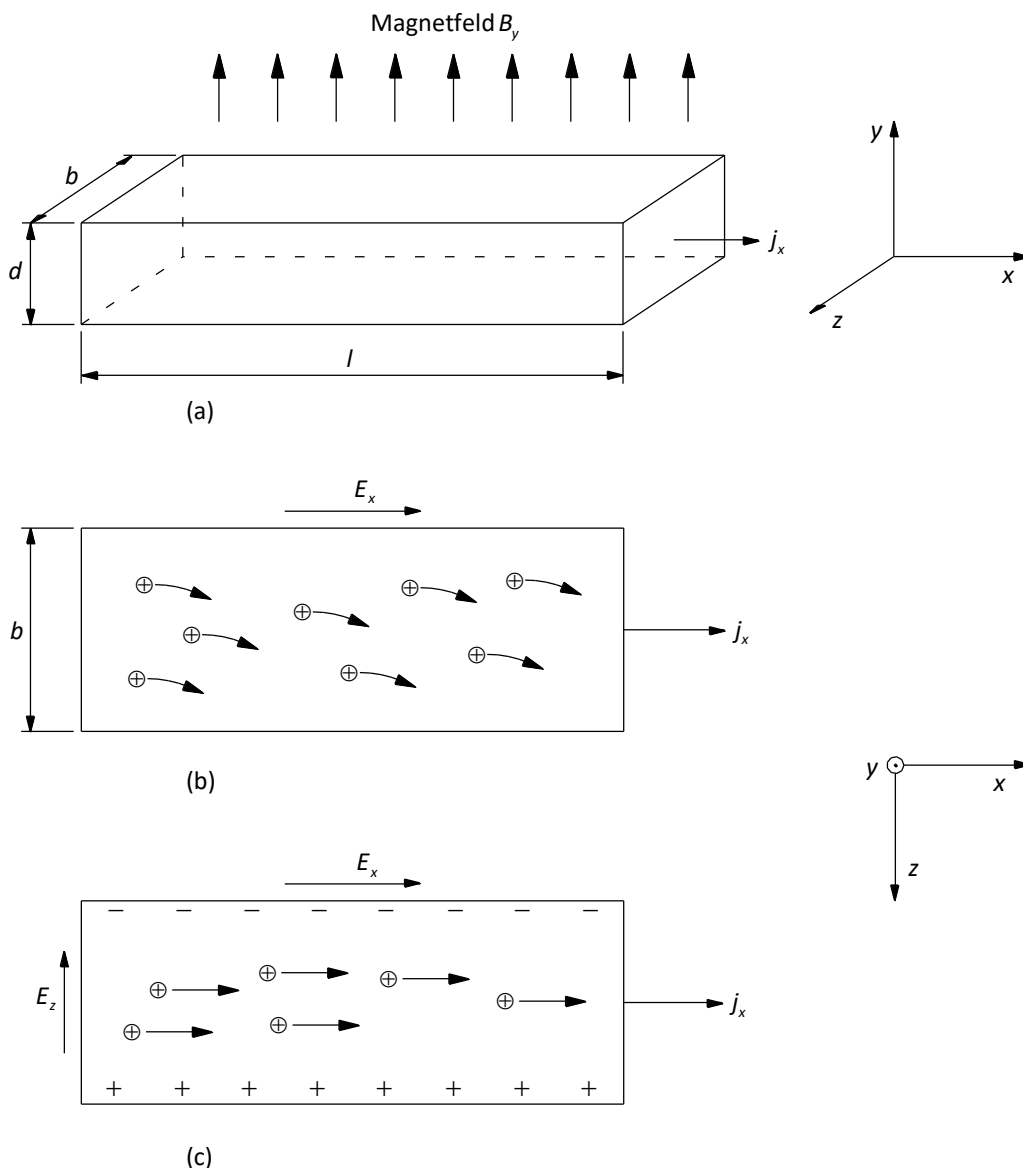 Magnetfeld B_y
y
b
j_x
d
x
z
l
(a)
E_x
b
j_x
y
x
(b)
z
E_x
− − − − − − − −
E_z
j_x
+ + + + + + + +
(c)